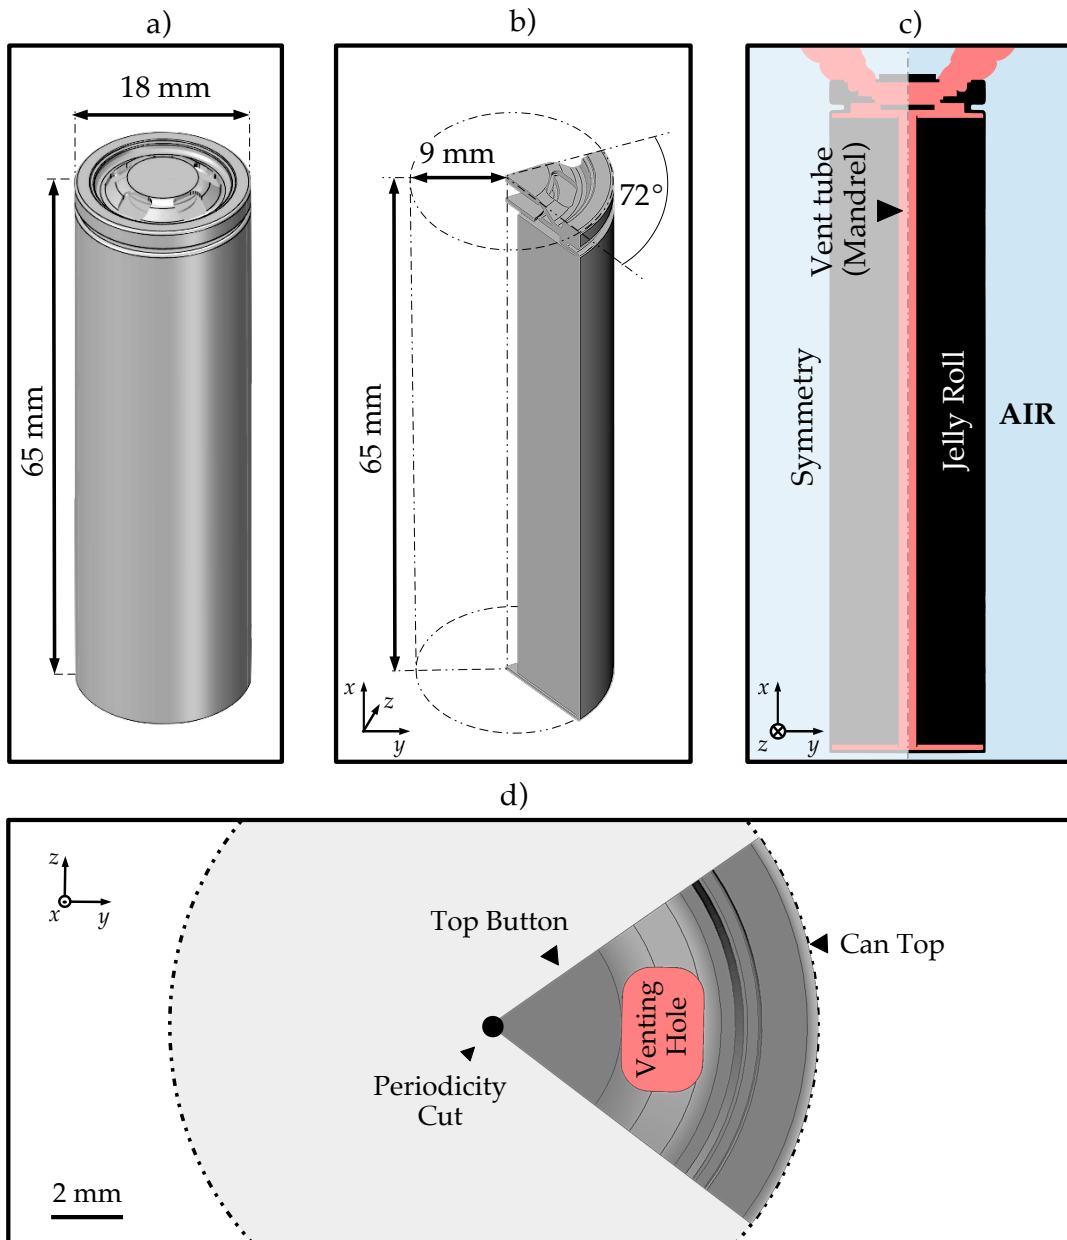 a)
18 mm
65 mm
b)
9 mm
72°
65 mm
x
z
y
c)
Vent tube
(Mandrel)
Symmetry
Jelly Roll
AIR
x
z
y
d)
z
x
y
Top Button
Can Top
Venting
Hole
Periodicity
Cut
2 mm